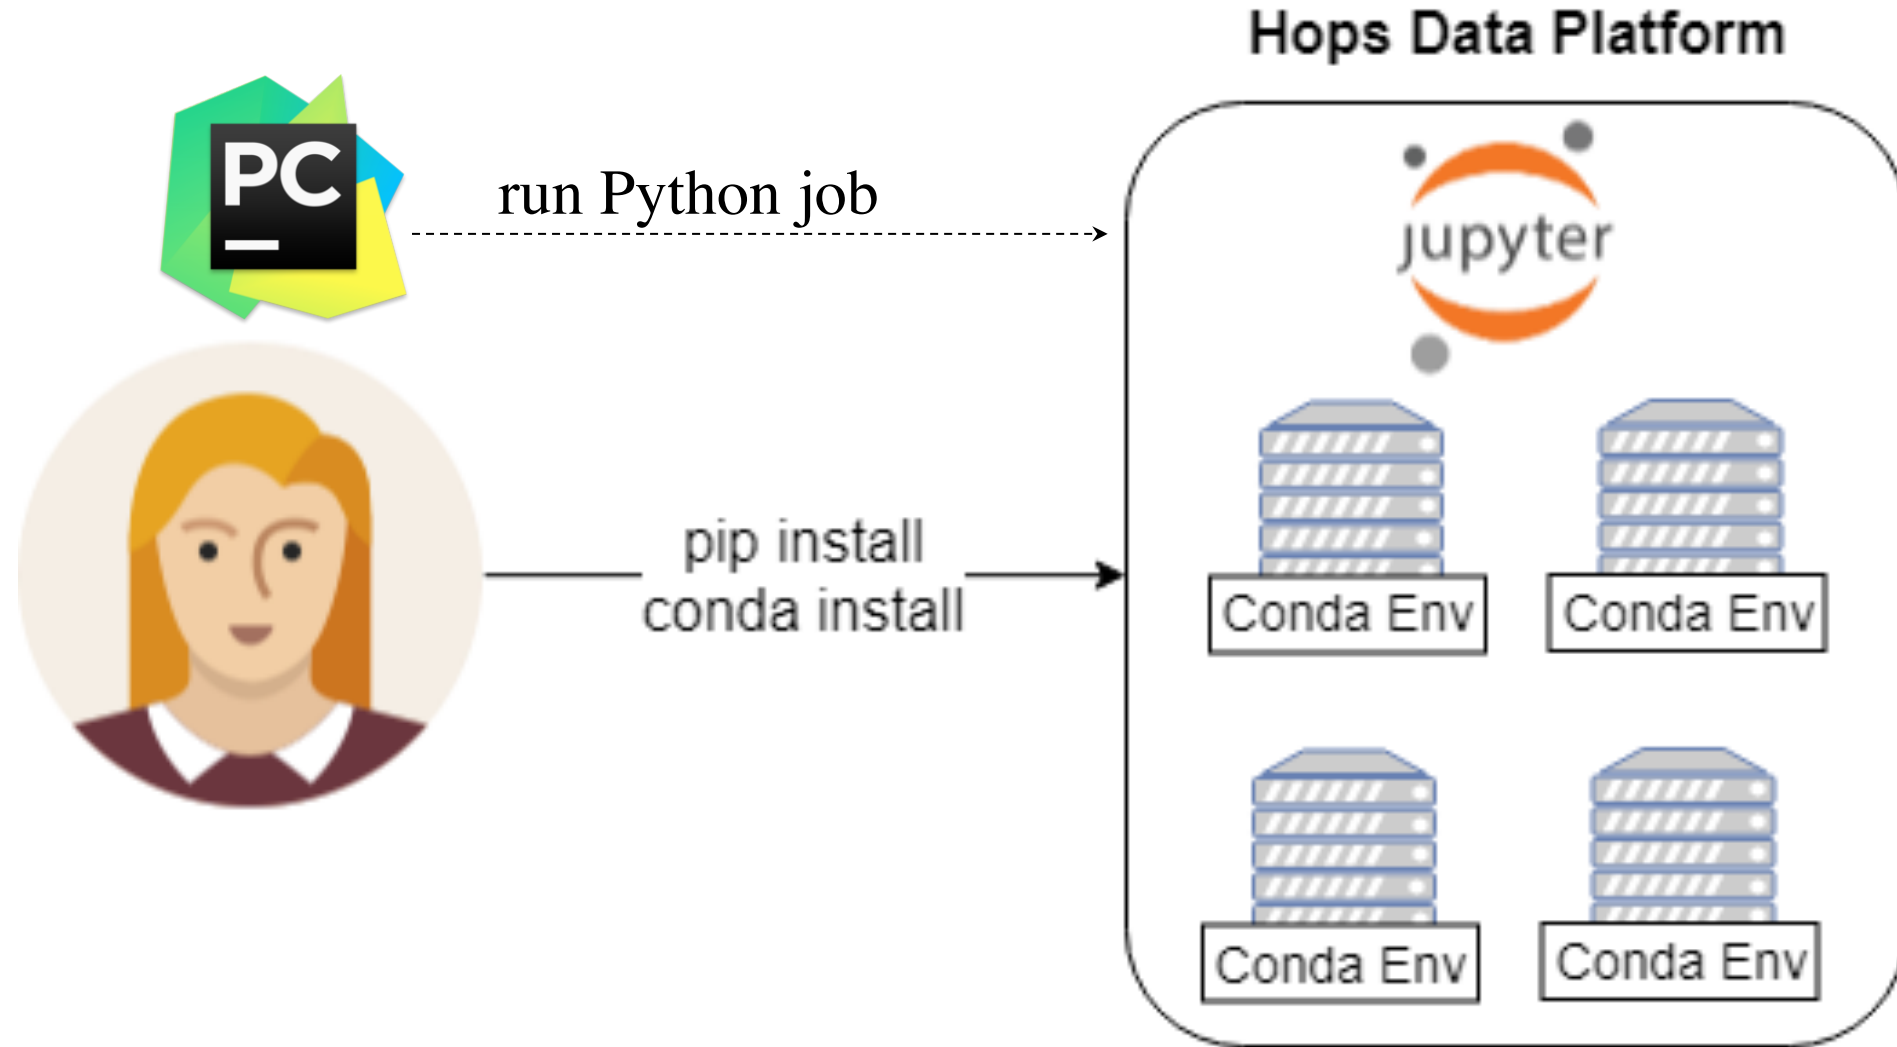 Hops Data Platform
PC
run Python job
jupyter
pip install
conda install
Conda Env
Conda Env
Conda Env
Conda Env